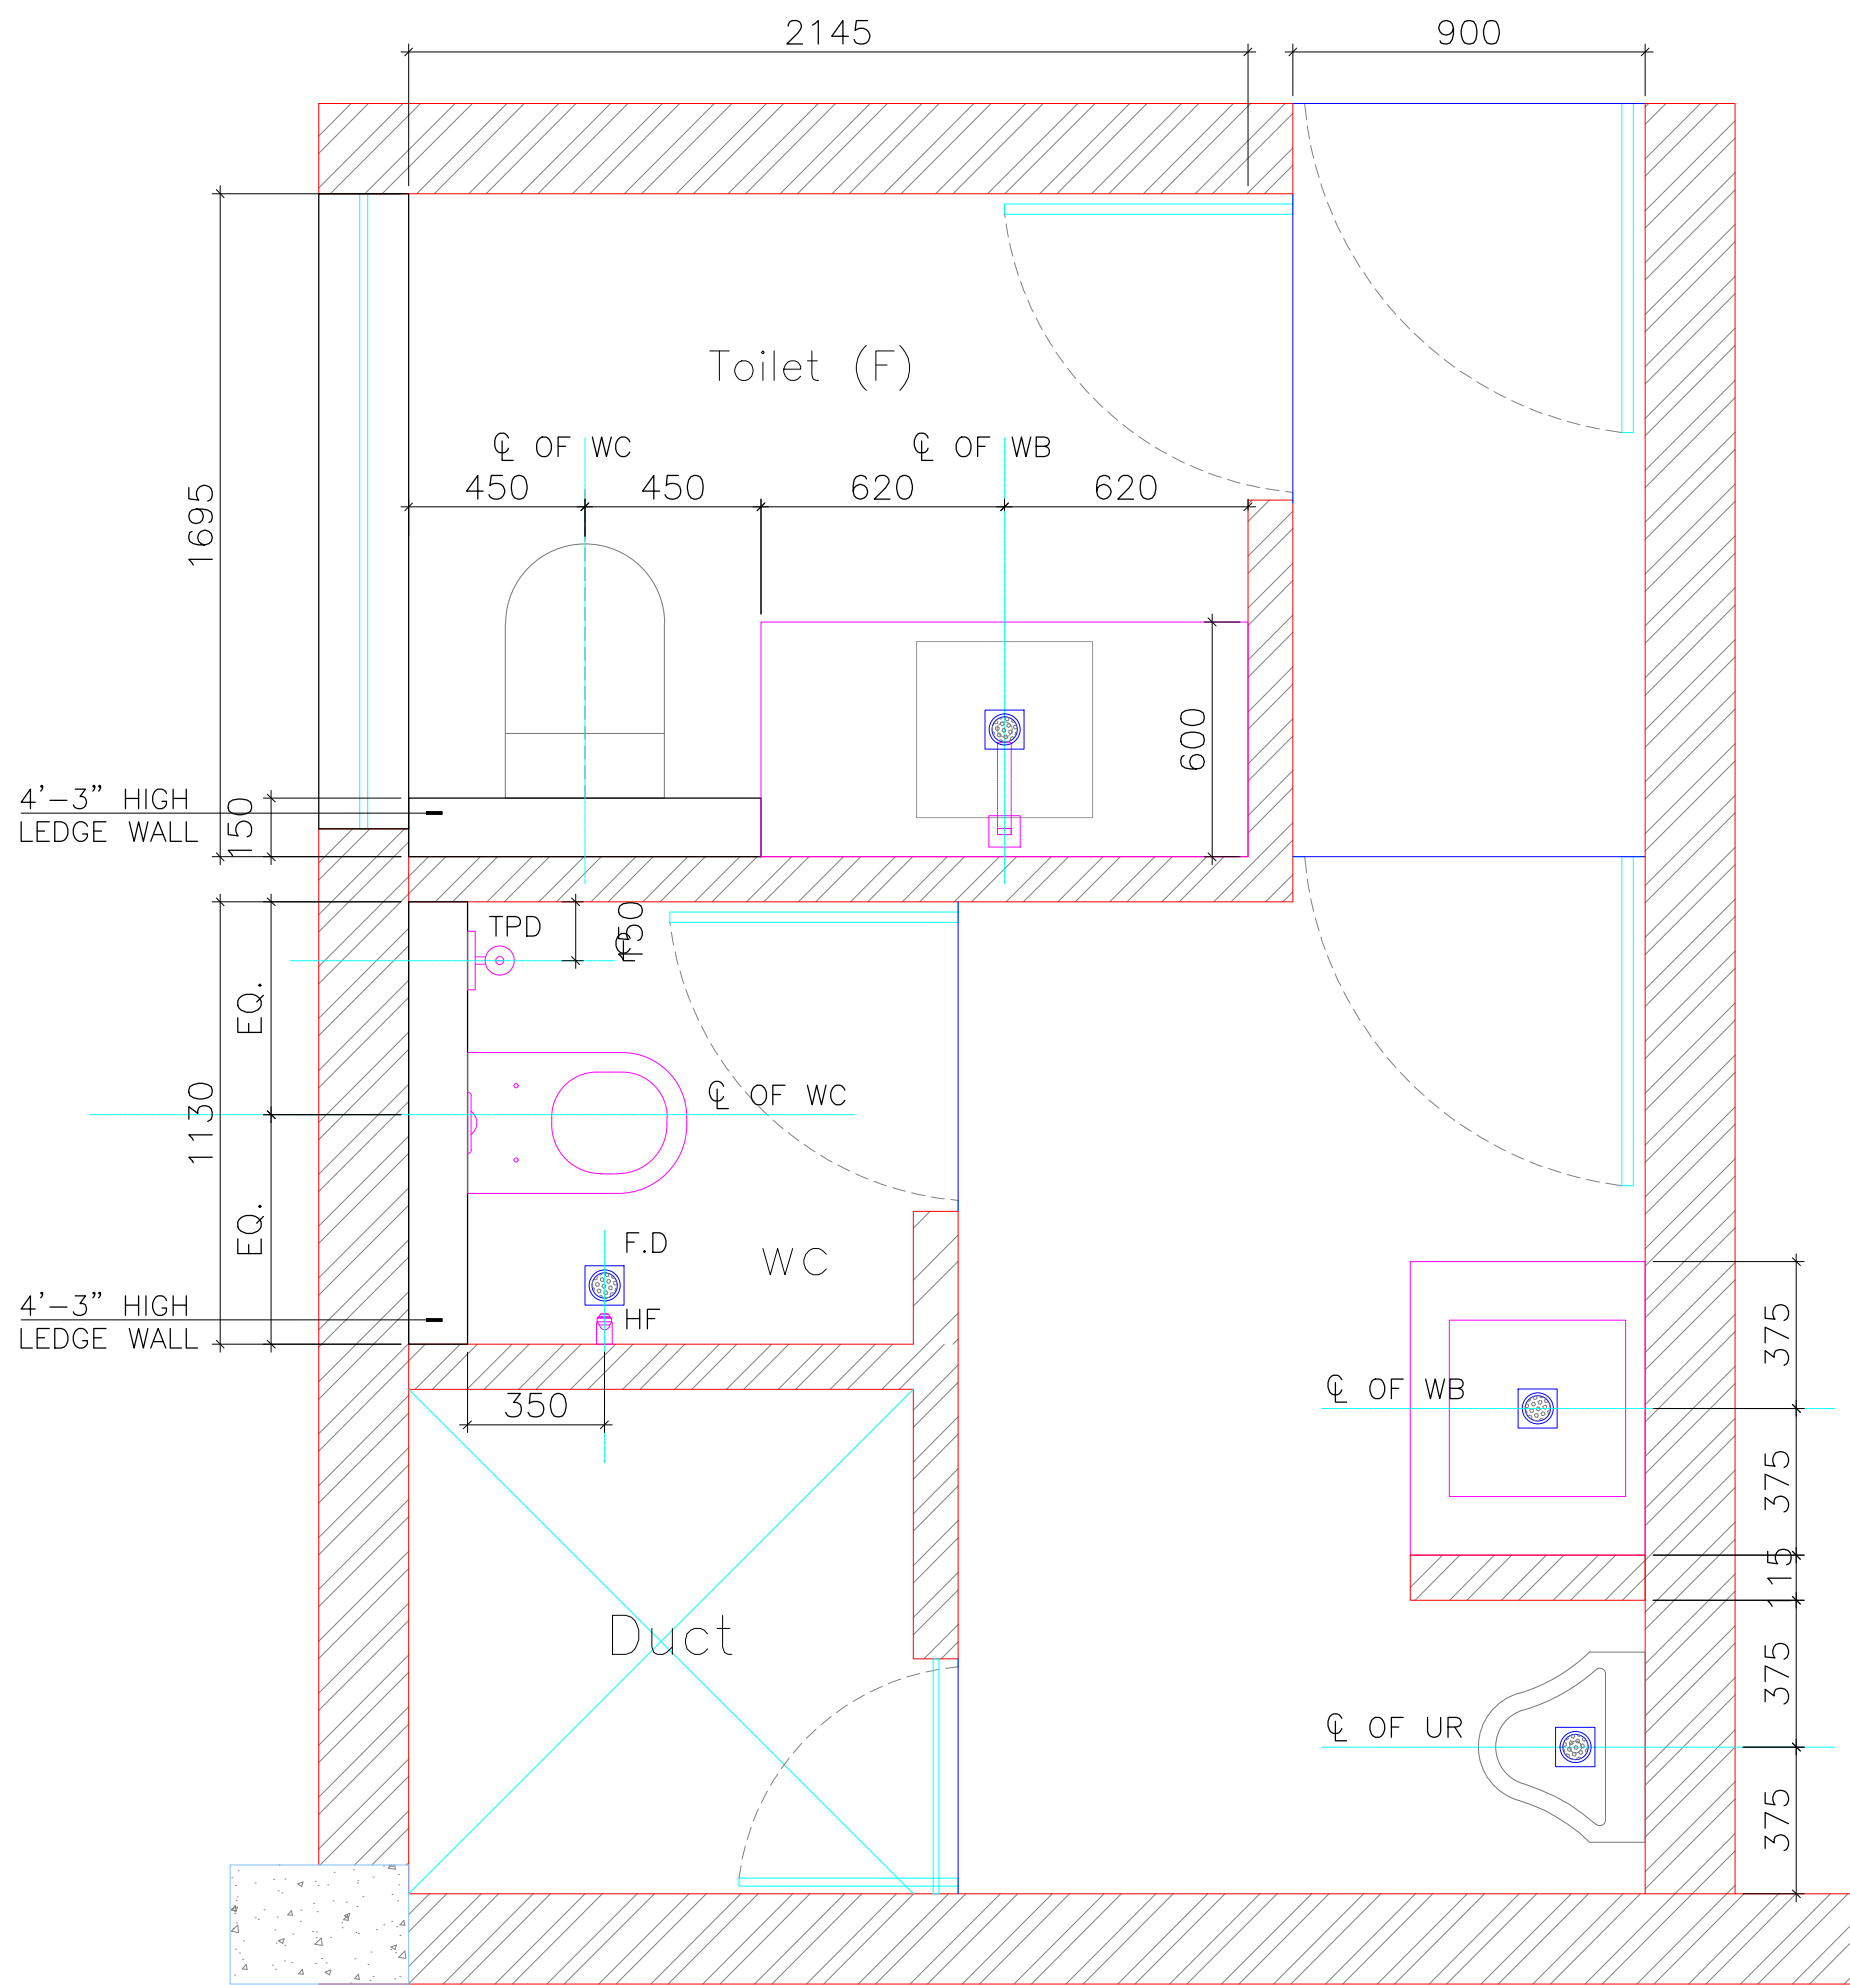 2145
900
Toilet (F)
℄ OF WC
℄ OF WB
450
450
620
620
1695
600
4'-3" HIGH
LEDGE WALL
150
TPD
150
℄
EQ.
1130
℄ OF WC
EQ.
F.D
WC
HF
4'-3" HIGH
LEDGE WALL
350
375
℄ OF WB
375
115
Duct
375
℄ OF UR
375